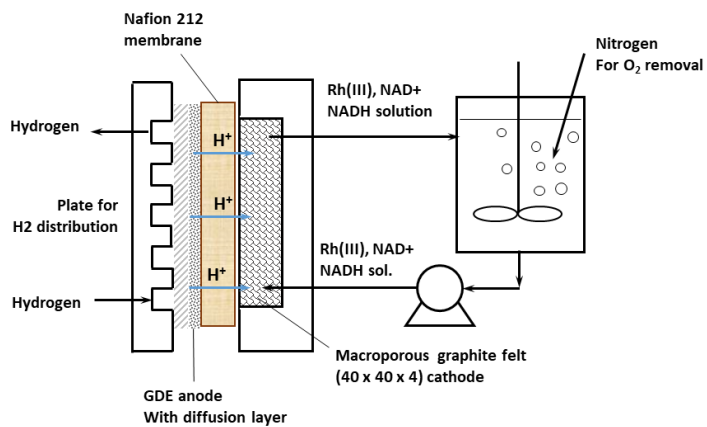 Nafion 212
membrane
Nitrogen
For O₂ removal
Rh(III), NAD+
NADH solution
Hydrogen
H⁺
Plate for
H2 distribution
H⁺
Rh(III), NAD+
NADH sol.
H⁺
Hydrogen
Macroporous graphite felt
(40 x 40 x 4) cathode
GDE anode
With diffusion layer